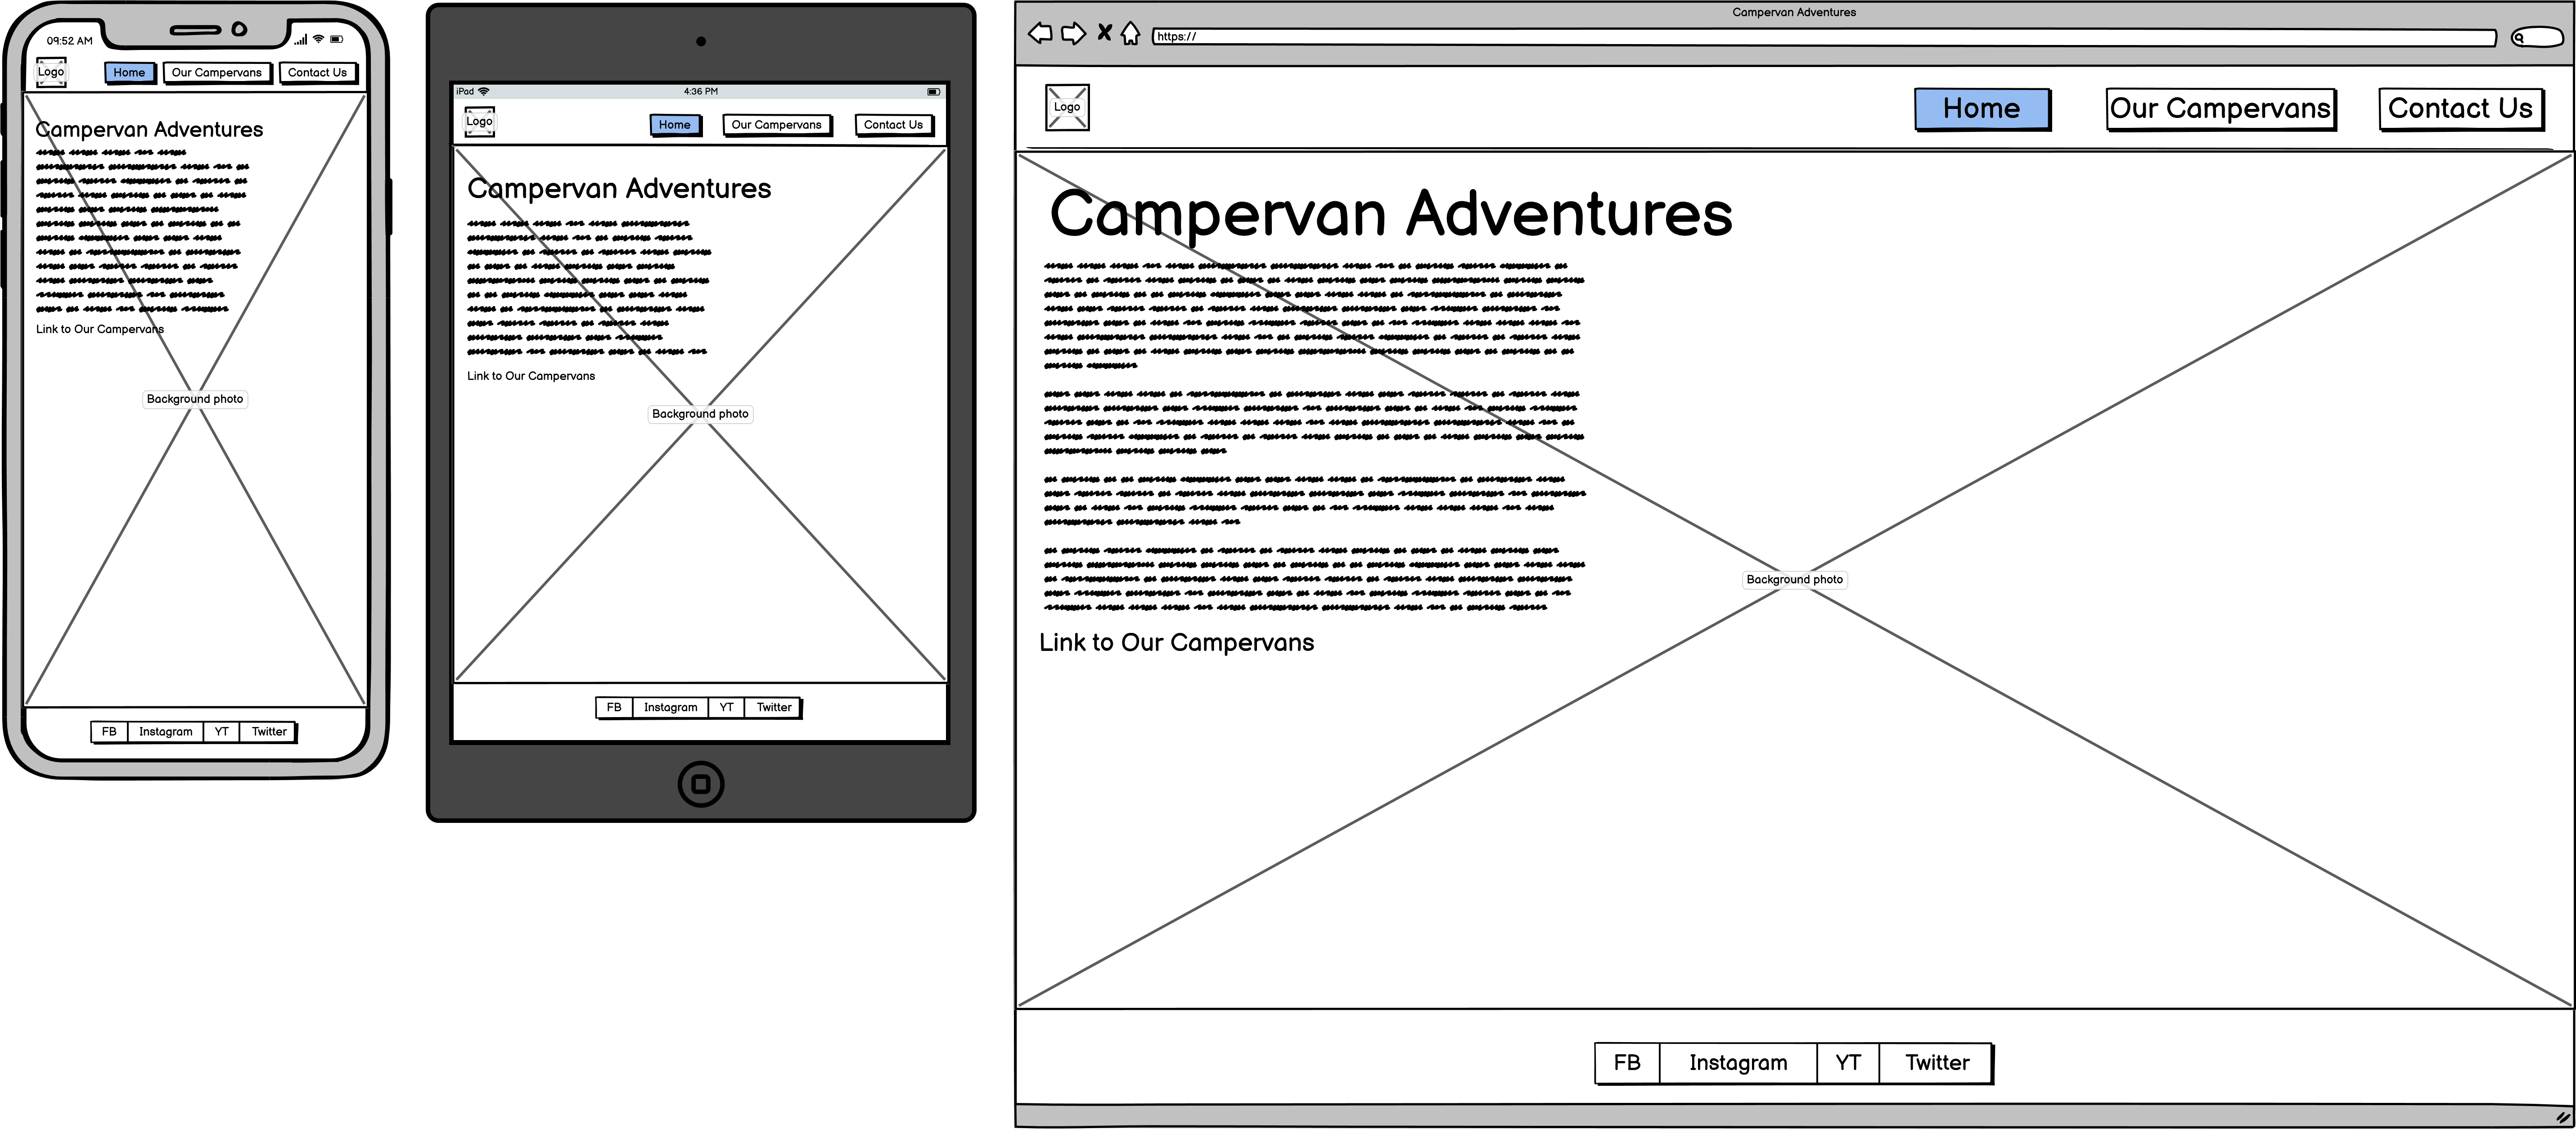 09:52 AM
Logo
Home
Our Campervans
Contact Us
Campervan Adventures
Link to Our Campervans
Background photo
FB
Instagram
YT
Twitter
iPad
4:36 PM
Logo
Home
Our Campervans
Contact Us
Campervan Adventures
Link to Our Campervans
Background photo
FB
Instagram
YT
Twitter
Campervan Adventures
https://
Logo
Home
Our Campervans
Contact Us
Campervan Adventures
Link to Our Campervans
Background photo
FB
Instagram
YT
Twitter